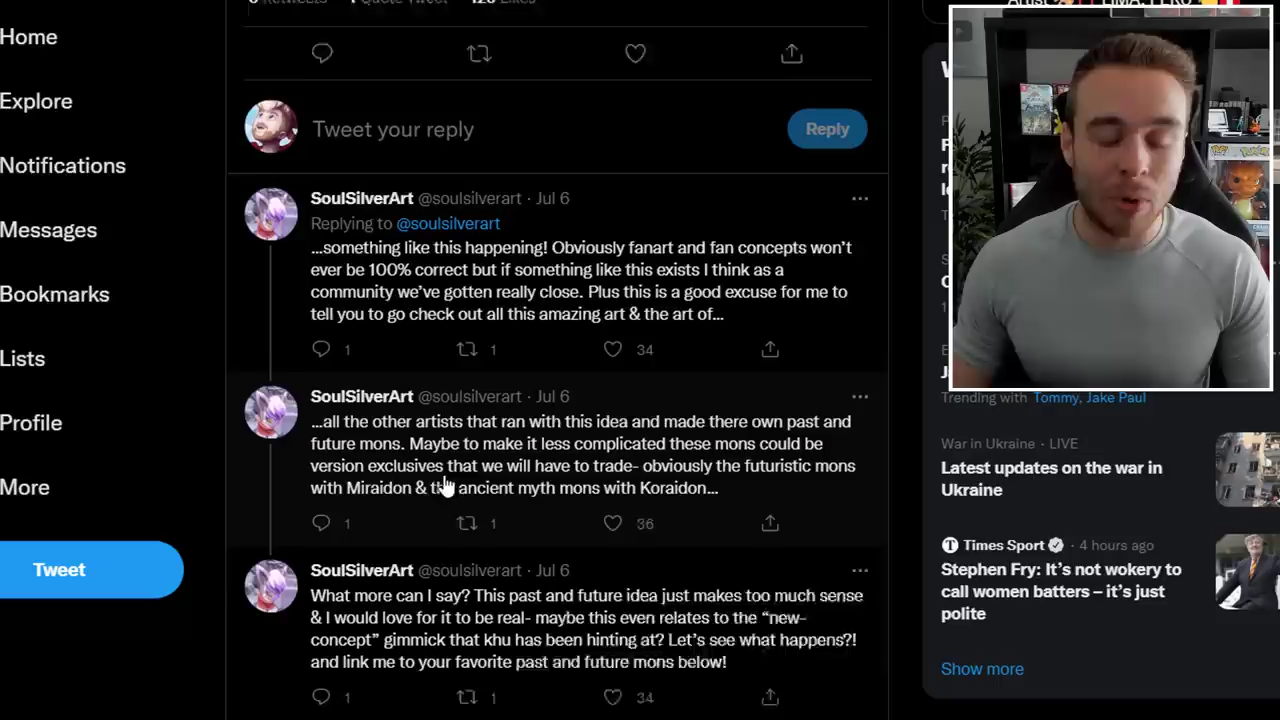 Home
Explore
Notifications
Messages
Bookmarks
Lists
Profile
More
Tweet
Tweet your reply
Reply
SoulSilverArt @soulsilverart · Jul 6
Replying to @soulsilverart
...something like this happening! Obviously fanart and fan concepts won't
ever be 100% correct but if something like this exists I think as a
community we've gotten really close. Plus this is a good excuse for me to
tell you to go check out all this amazing art & the art of...
1 1 34
SoulSilverArt @soulsilverart · Jul 6
...all the other artists that ran with this idea and made there own past and
future mons. Maybe to make it less complicated these mons could be
version exclusives that we will have to trade- obviously the futuristic mons
with Miraidon & the ancient myth mons with Koraidon...
1 1 36
SoulSilverArt @soulsilverart · Jul 6
What more can I say? This past and future idea just makes too much sense
& I would love for it to be real- maybe this even relates to the "new-
concept" gimmick that khu has been hinting at? Let's see what happens?!
and link me to your favorite past and future mons below!
1 1 34
Trending with Tommy, Jake Paul
War in Ukraine · LIVE
Latest updates on the war in
Ukraine
Times Sport · 4 hours ago
Stephen Fry: It's not wokery to
call women batters – it's just
polite
Show more